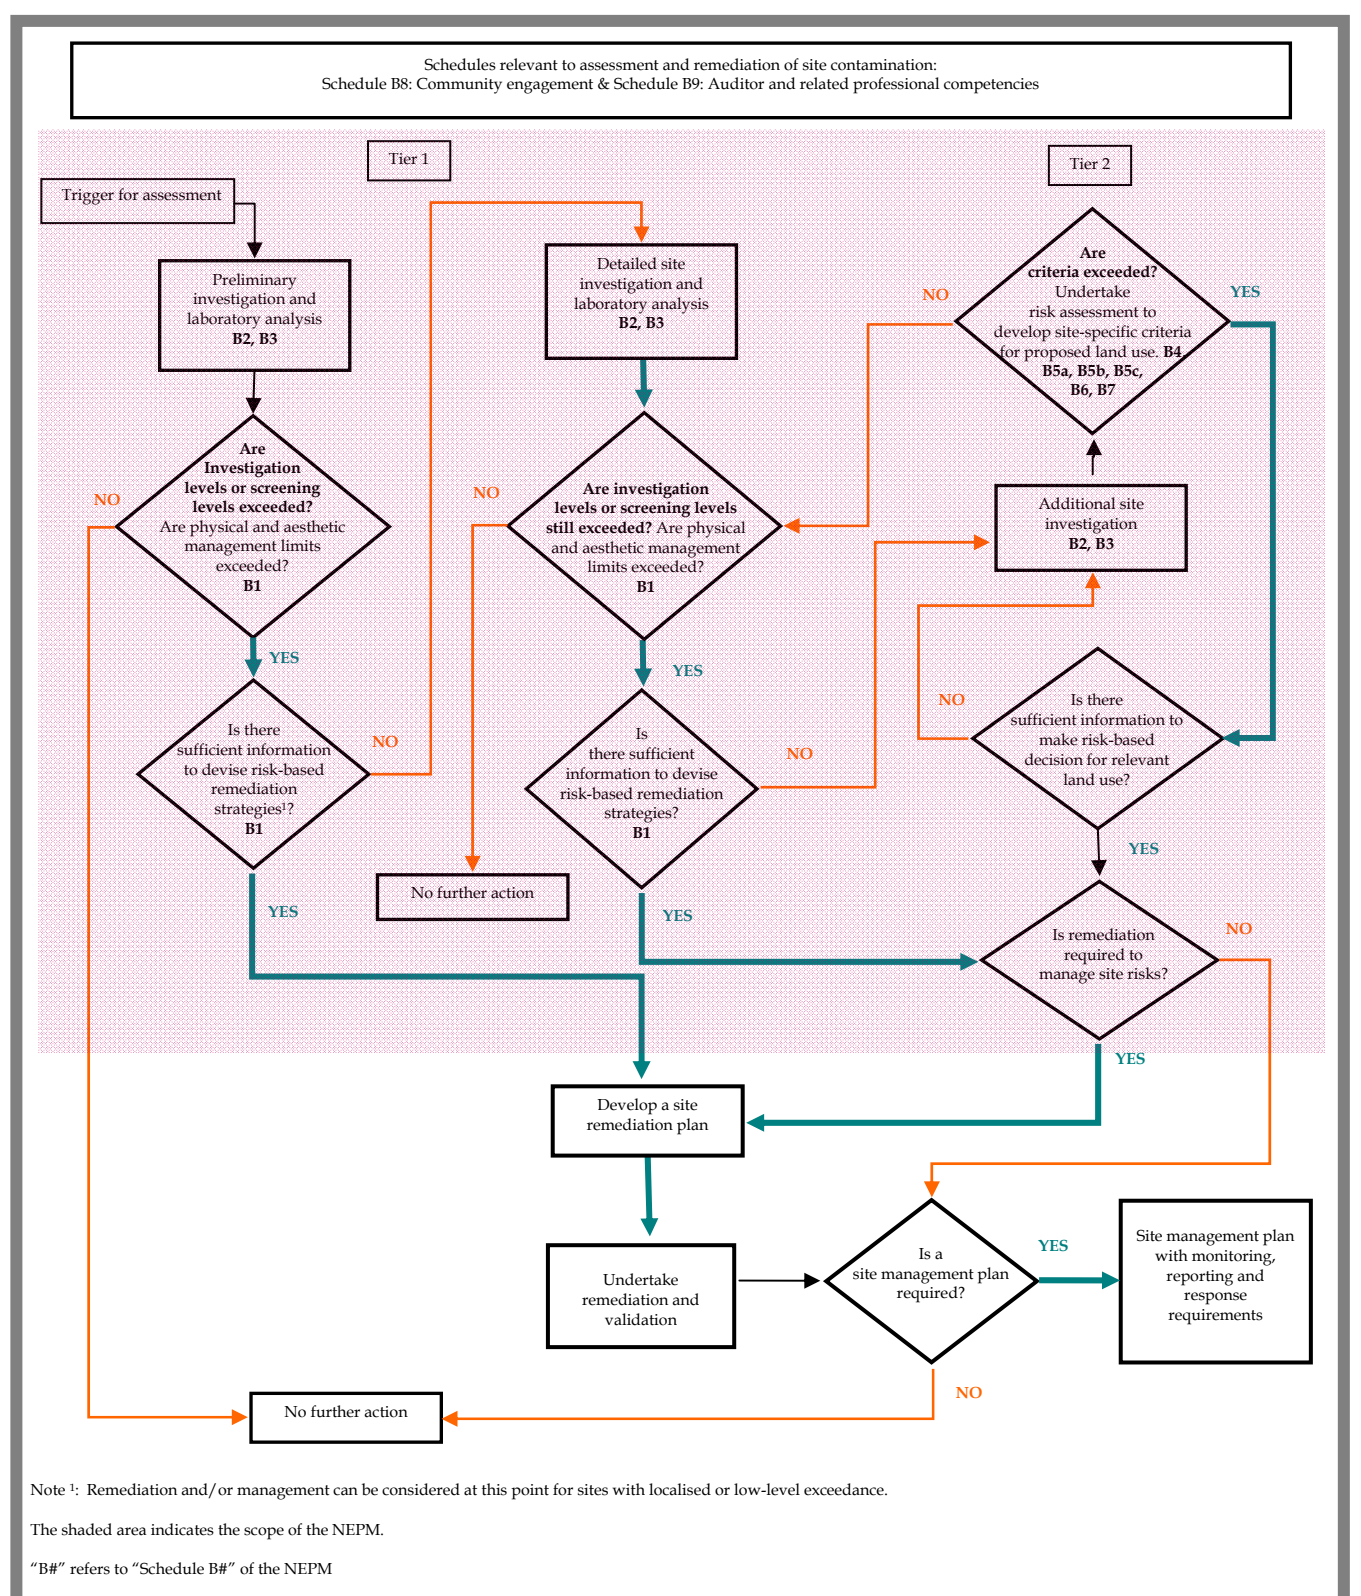 Schedules relevant to assessment and remediation of site contamination:
Schedule B8: Community engagement & Schedule B9: Auditor and related professional competencies
Tier 1
Tier 2
Trigger for assessment
Preliminary
investigation and
laboratory analysis
B2, B3
Detailed site
investigation and
laboratory analysis
B2, B3
Are
criteria exceeded?
Undertake
risk assessment to
develop site-specific criteria
for proposed land use. B4,
B5a, B5b, B5c,
B6, B7
NO
YES
Are
Investigation
levels or screening
levels exceeded?
Are physical and aesthetic
management limits
exceeded?
B1
NO
YES
Are investigation
levels or screening levels
still exceeded? Are physical
and aesthetic management
limits exceeded?
B1
NO
YES
Additional site
investigation
B2, B3
Is there
sufficient information
to devise risk-based
remediation
strategies¹?
B1
NO
YES
Is
there sufficient
information to devise
risk-based remediation
strategies?
B1
NO
YES
Is there
sufficient information to
make risk-based
decision for relevant
land use?
NO
YES
No further action
Is remediation
required to
manage site risks?
NO
YES
Develop a site
remediation plan
Undertake
remediation and
validation
Is a
site management plan
required?
YES
NO
Site management plan
with monitoring,
reporting and
response
requirements
No further action
Note ¹: Remediation and/or management can be considered at this point for sites with localised or low-level exceedance.
The shaded area indicates the scope of the NEPM.
“B#” refers to “Schedule B#” of the NEPM